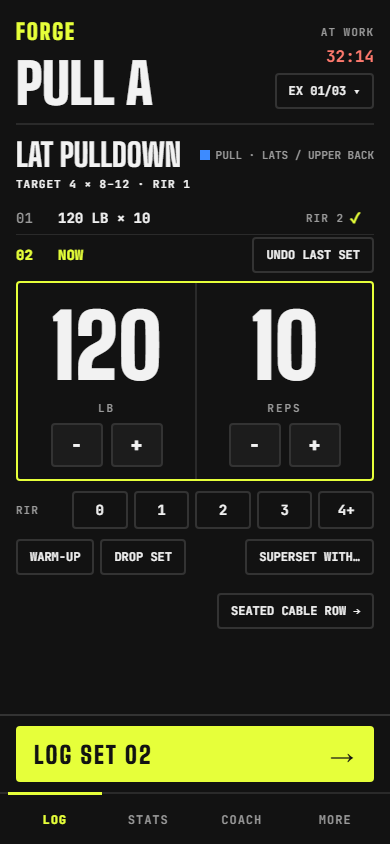 FORGE
AT WORK
PULL A
32:14
EX 01/03 ▾
LAT PULLDOWN
PULL · LATS / UPPER BACK
TARGET 4 × 8–12 · RIR 1
01 120 LB × 10 RIR 2 ✓
02 NOW UNDO LAST SET
120 10
LB REPS
- + - +
RIR 0 1 2 3 4+
WARM-UP DROP SET SUPERSET WITH…
SEATED CABLE ROW →
LOG SET 02 →
LOG STATS COACH MORE